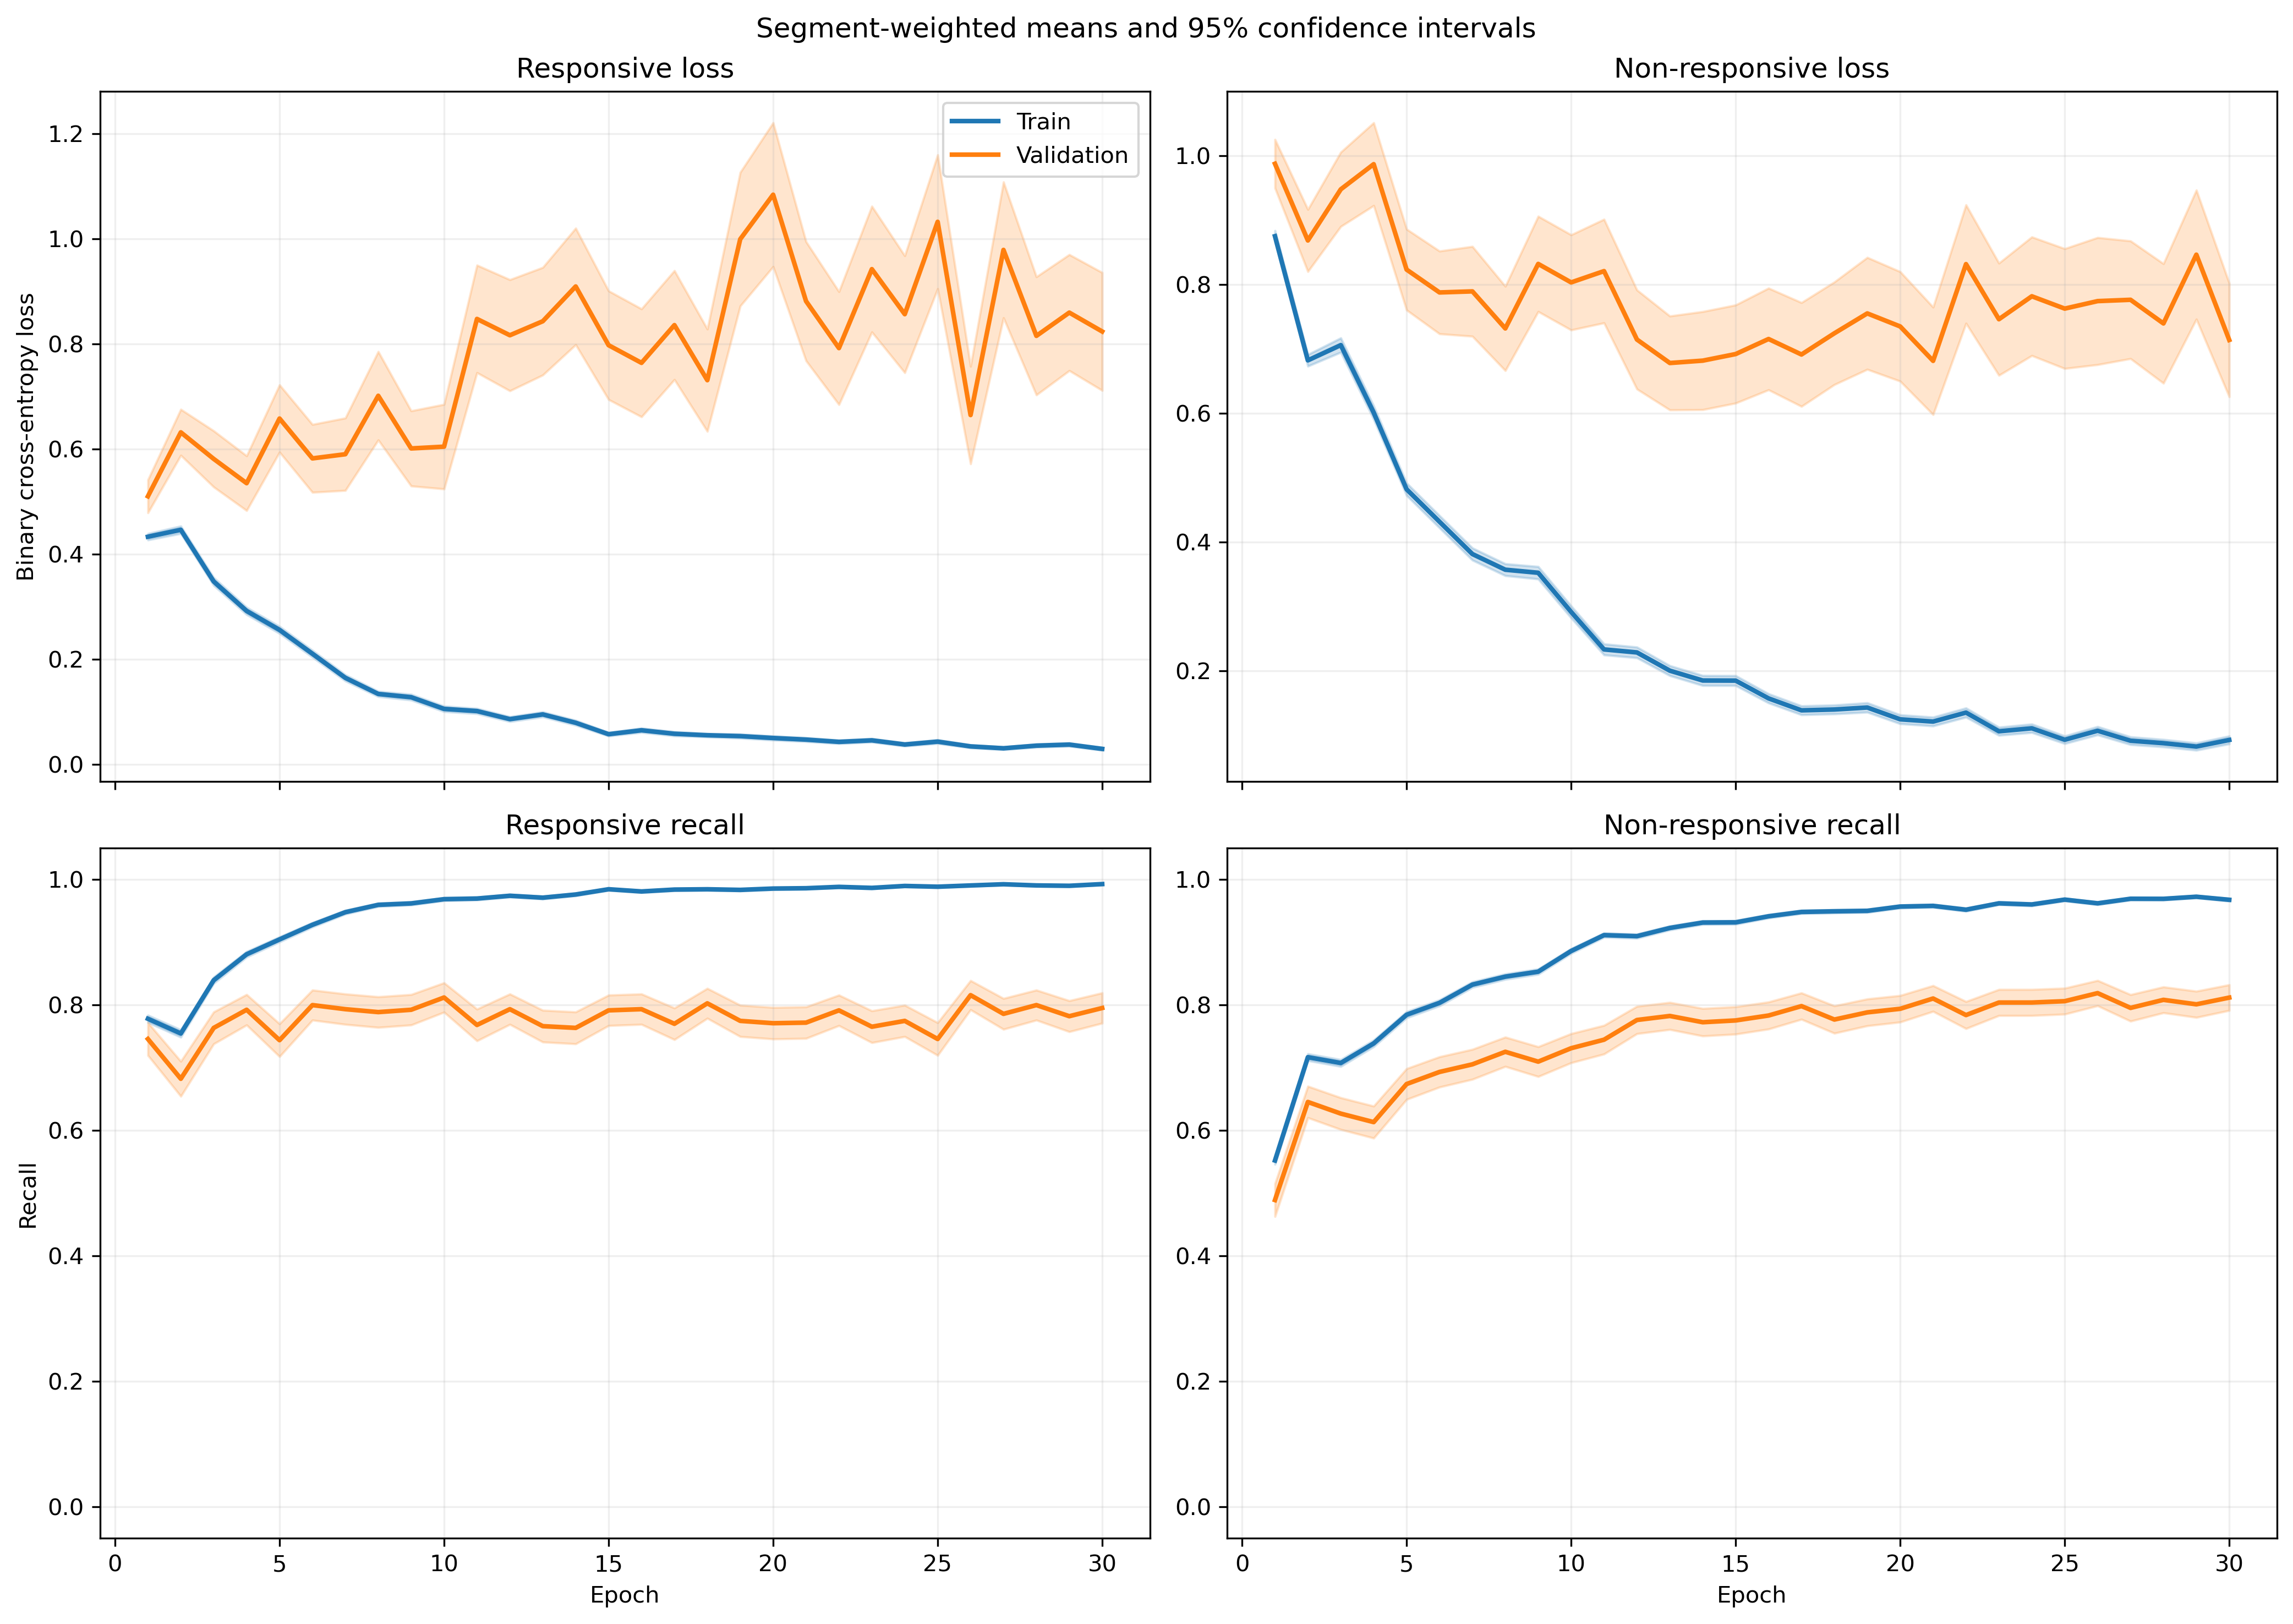 Segment-weighted means and 95% confidence intervals
Responsive loss
Non-responsive loss
Train
Validation
Binary cross-entropy loss
1.2
1.0
0.8
0.6
0.4
0.2
0.0
1.0
0.8
0.6
0.4
0.2
Responsive recall
Non-responsive recall
Recall
1.0
0.8
0.6
0.4
0.2
0.0
0 5 10 15 20 25 30
Epoch
1.0
0.8
0.6
0.4
0.2
0.0
0 5 10 15 20 25 30
Epoch